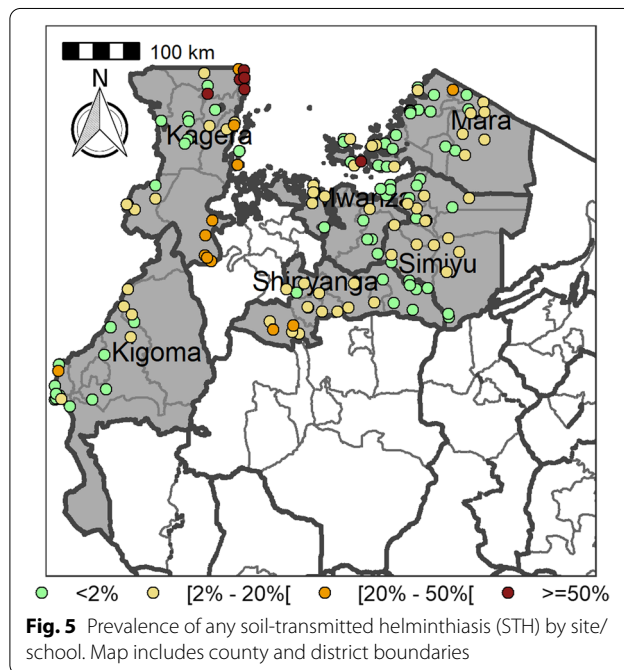 100 km
N
Kagera
Mara
Mwanza
Simiyu
Shinyanga
Kigoma
<2% [2% - 20%[ [20% - 50%[ >=50%
Fig. 5 Prevalence of any soil-transmitted helminthiasis (STH) by site/
school. Map includes county and district boundaries